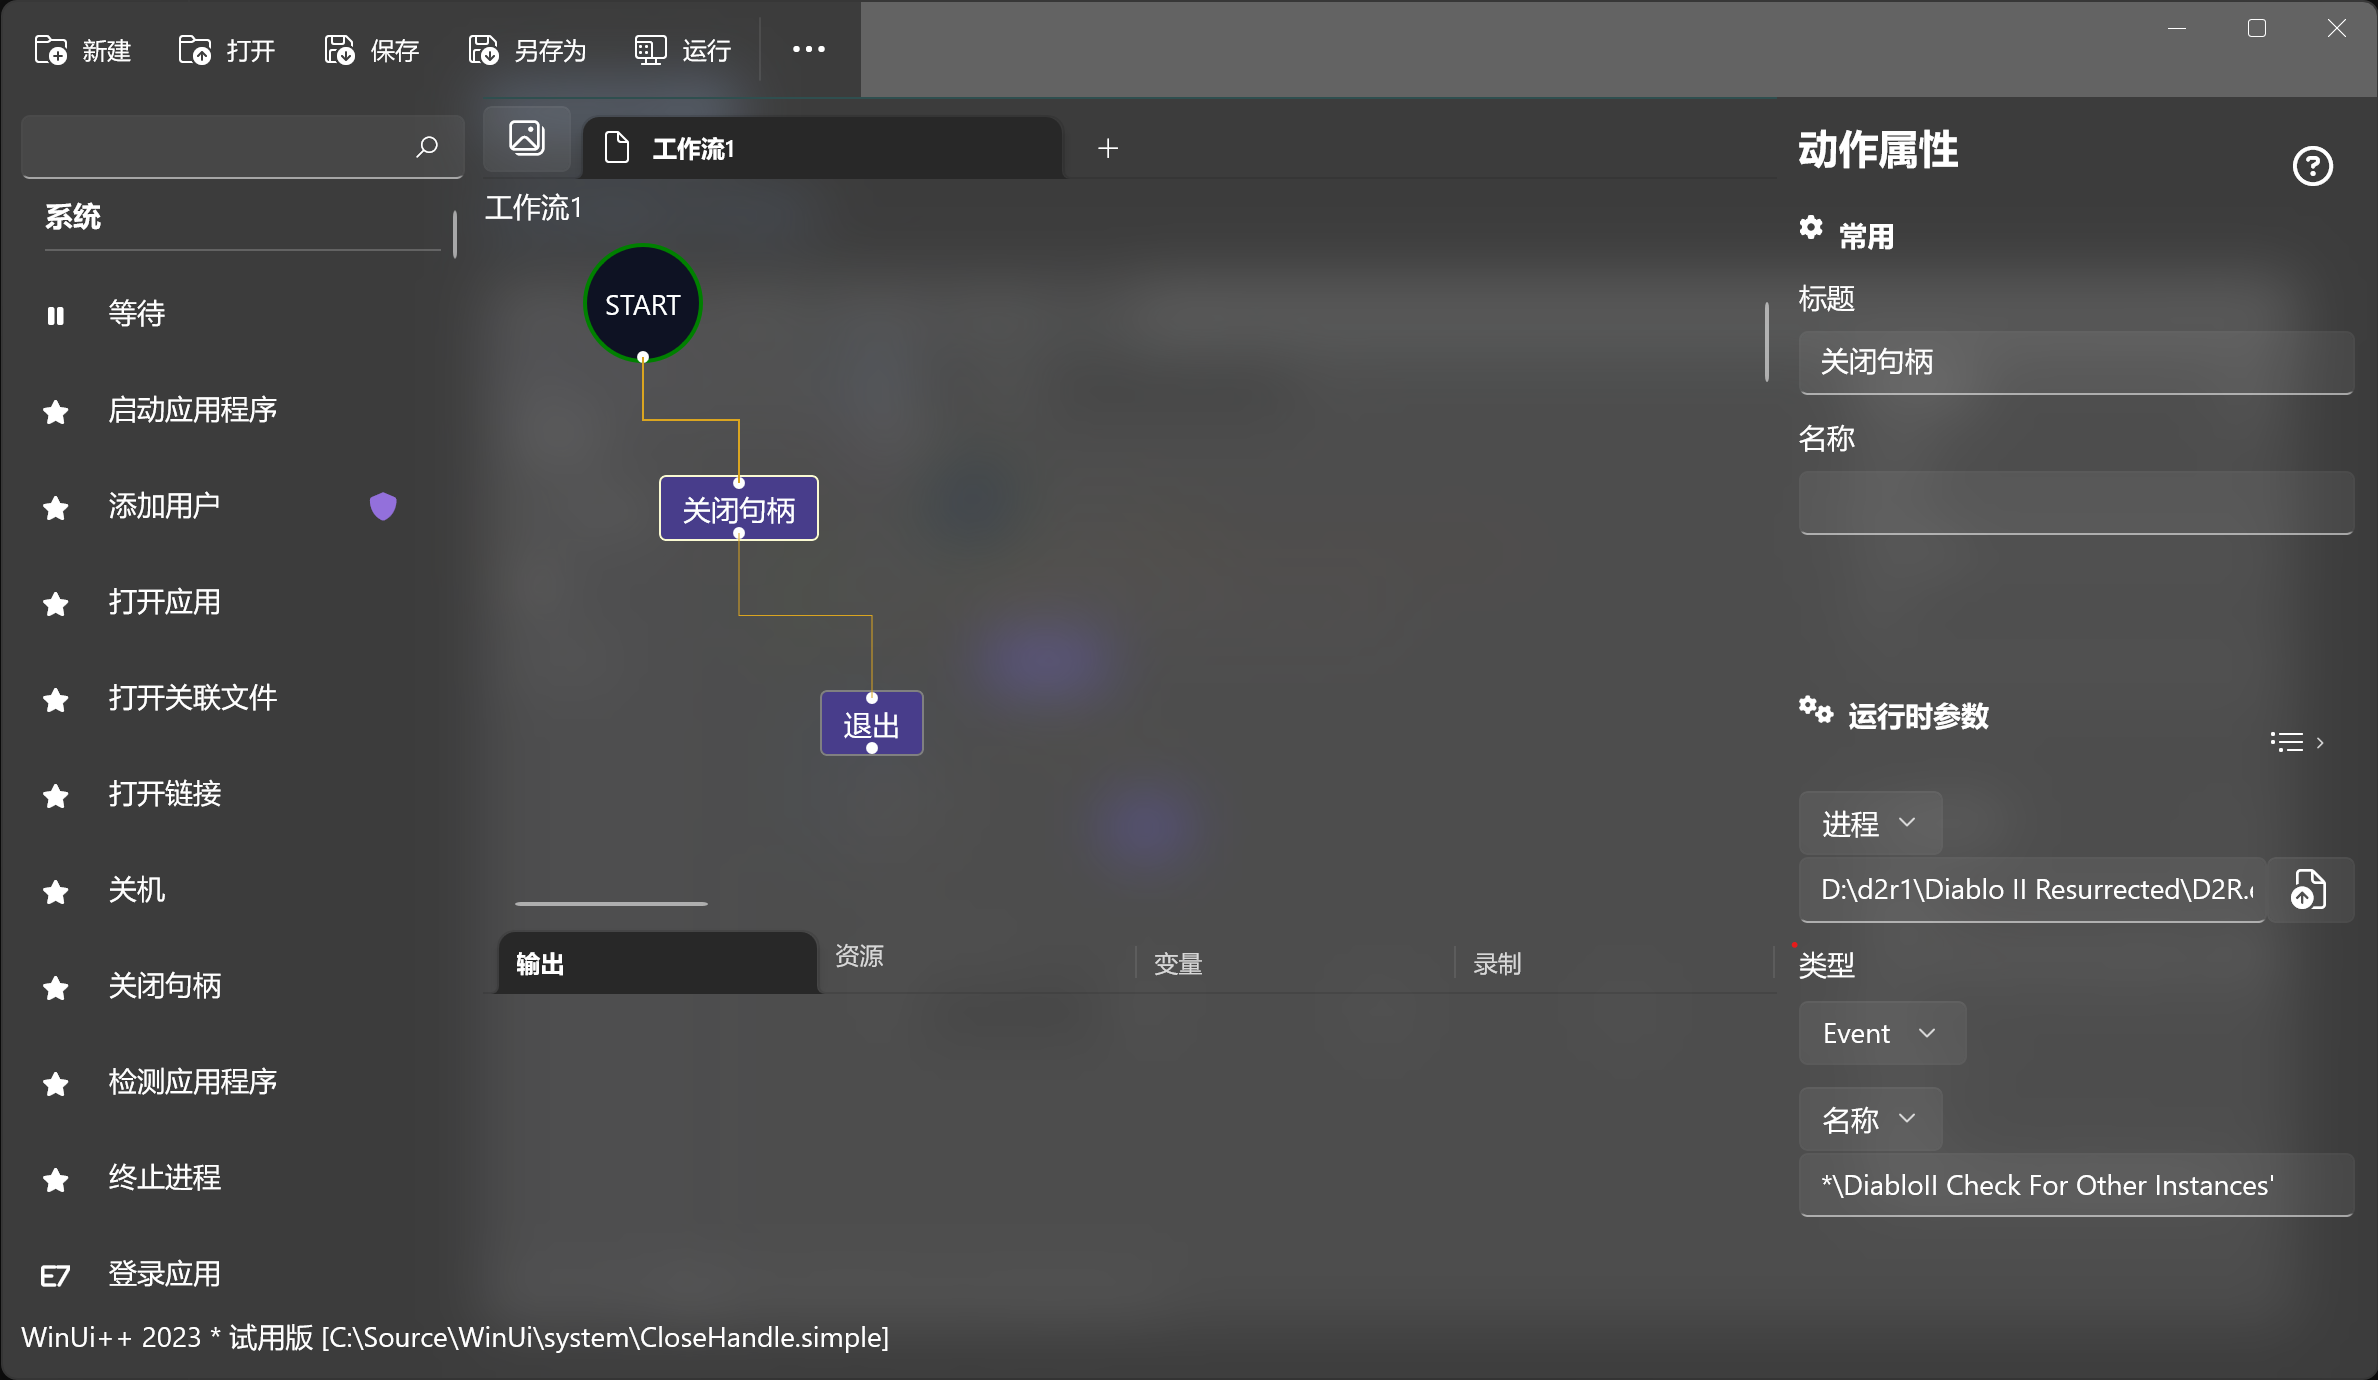 新建 打开 保存 另存为 运行
工作流1
系统
等待
启动应用程序
添加用户
打开应用
打开关联文件
打开链接
关机
关闭句柄
检测应用程序
终止进程
E7 登录应用
工作流1
START
关闭句柄
退出
输出 资源 变量 录制
动作属性
常用
标题
关闭句柄
名称
运行时参数
进程
D:\d2r1\Diablo II Resurrected\D2R.
类型
Event
名称
*\DiabloII Check For Other Instances'
WinUi++ 2023 * 试用版 [C:\Source\WinUi\system\CloseHandle.simple]